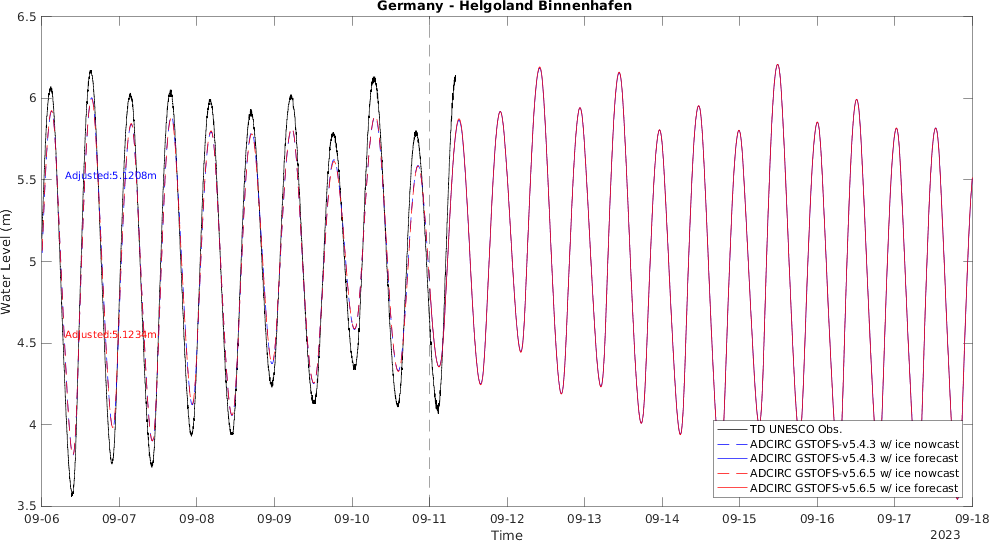 Germany - Helgoland Binnenhafen
6.5
6
5.5
5
4.5
4
3.5
Water Level (m)
Adjusted:5.1208m
Adjusted:5.1234m
TD UNESCO Obs.
ADCIRC GSTOFS-v5.4.3 w/ ice nowcast
ADCIRC GSTOFS-v5.4.3 w/ ice forecast
ADCIRC GSTOFS-v5.6.5 w/ ice nowcast
ADCIRC GSTOFS-v5.6.5 w/ ice forecast
09-06 09-07 09-08 09-09 09-10 09-11 09-12 09-13 09-14 09-15 09-16 09-17 09-18
Time
2023